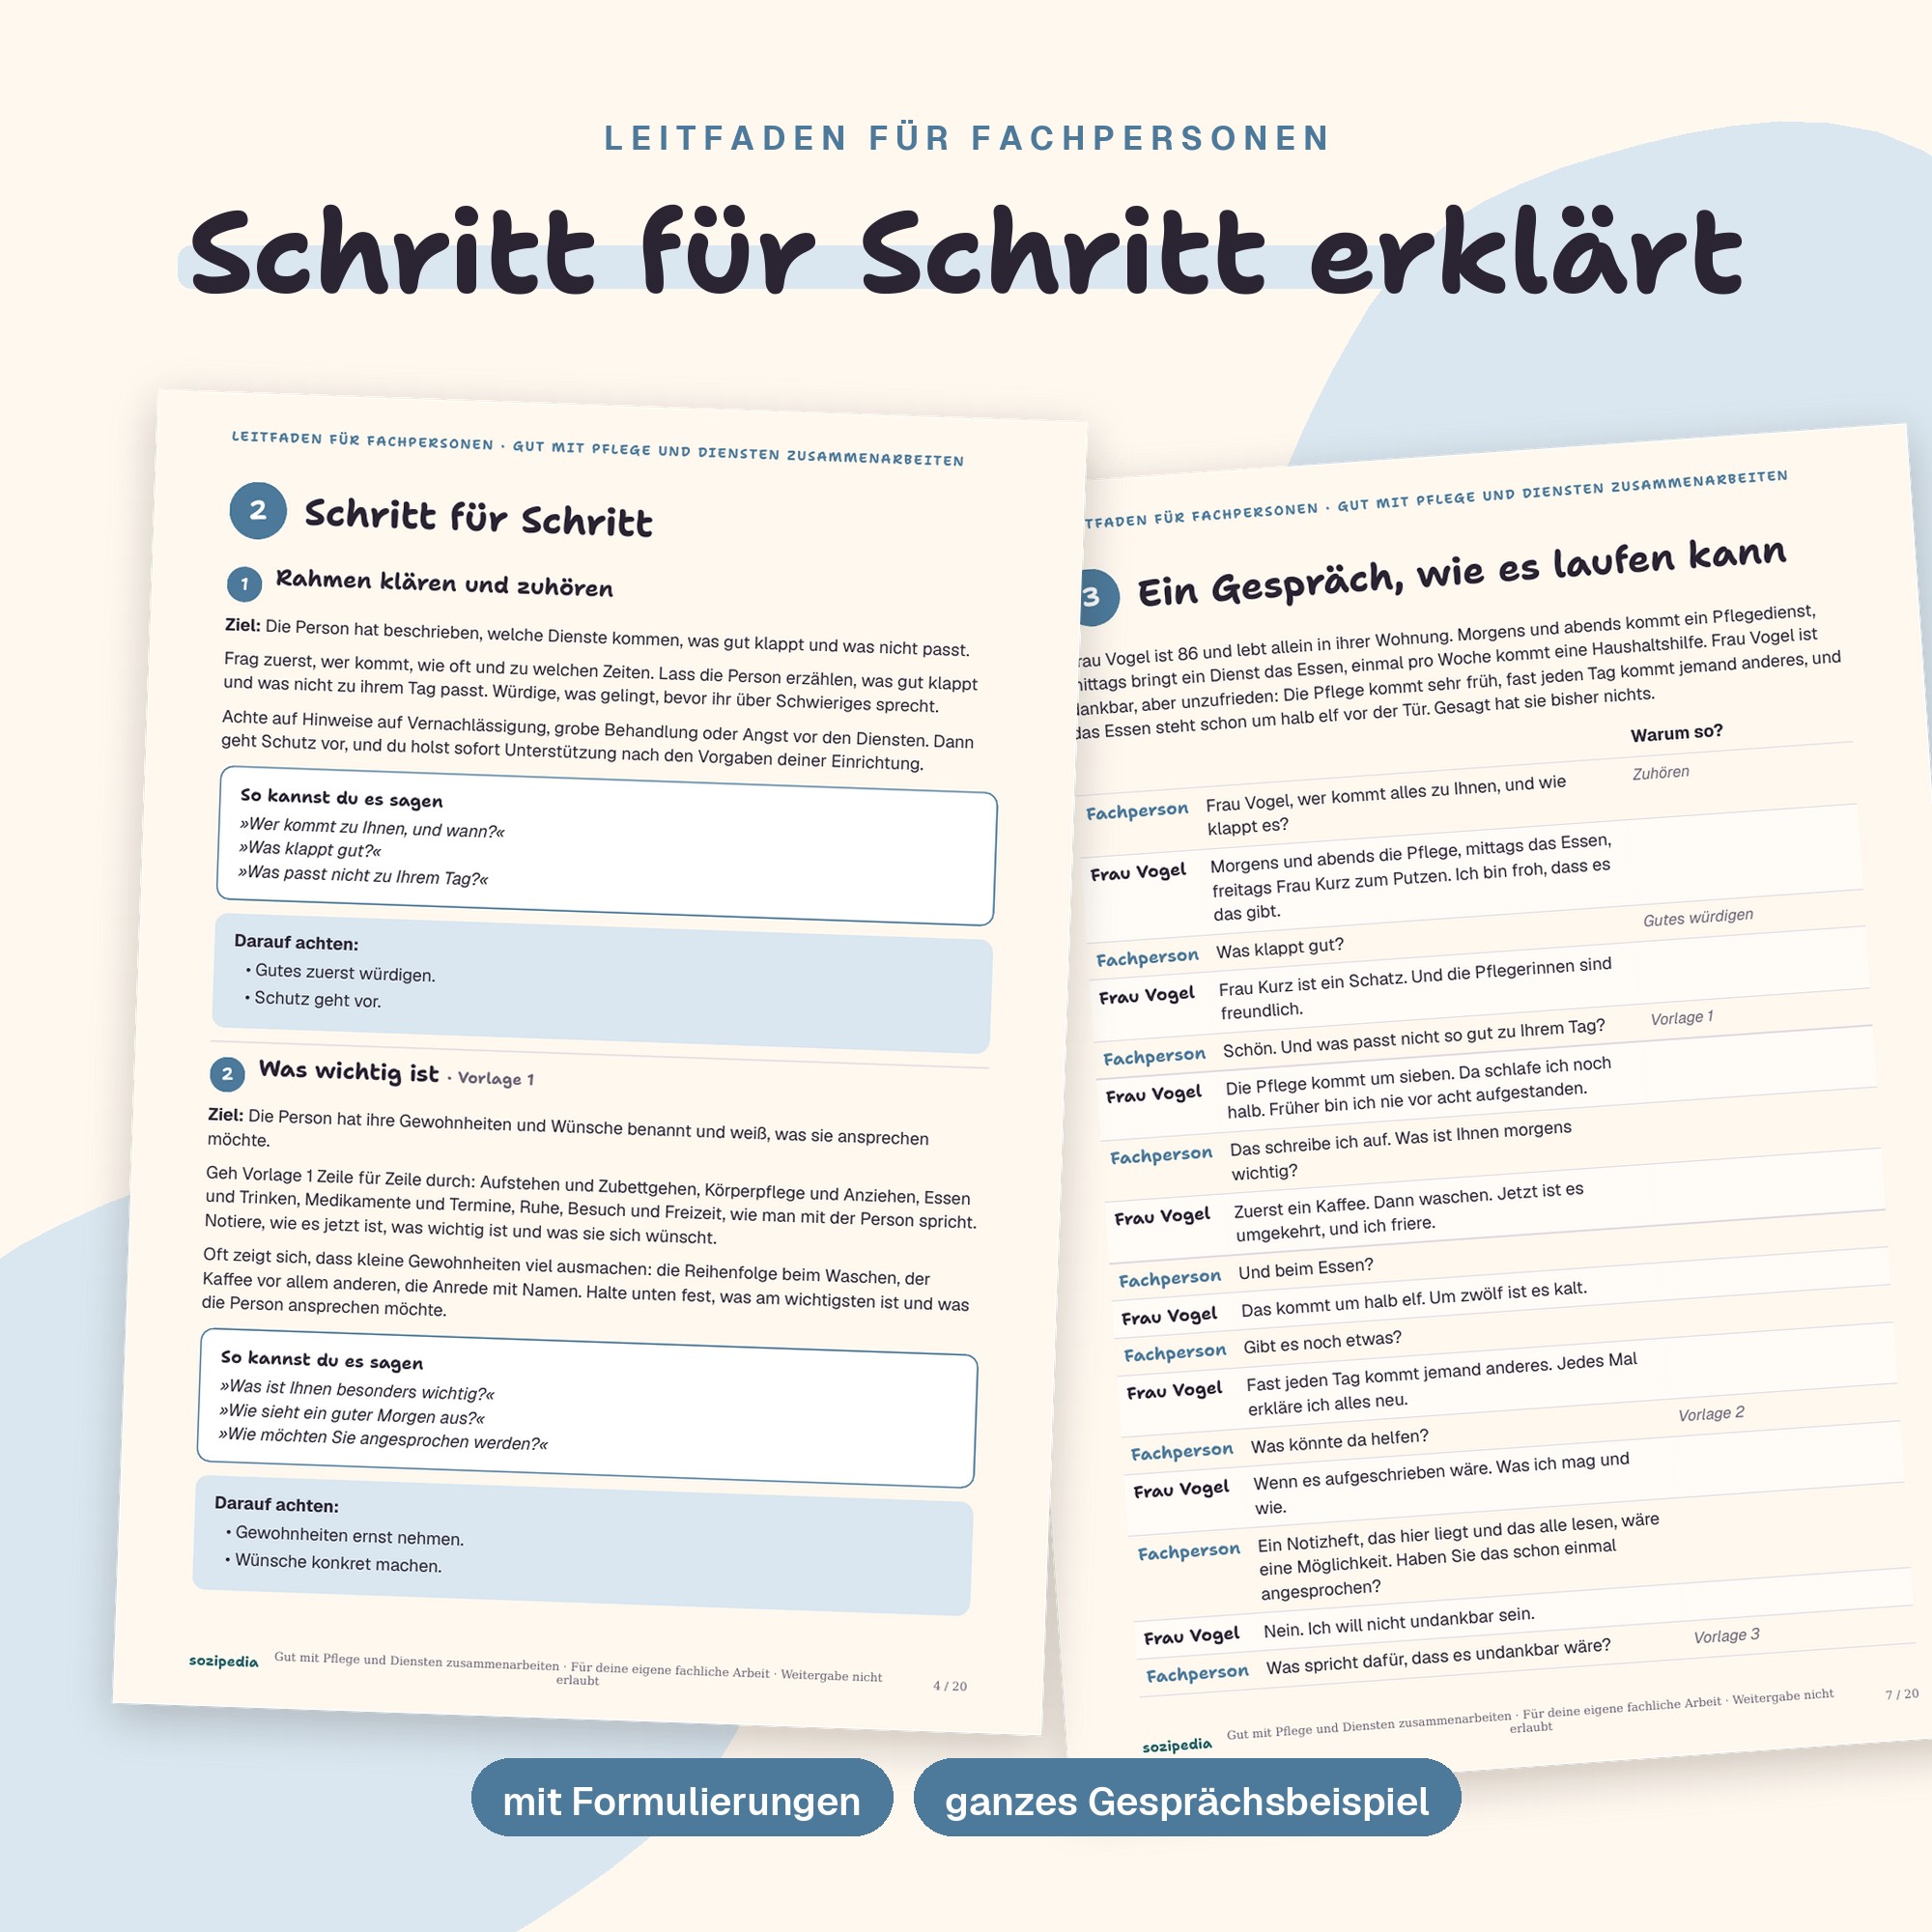 LEITFADEN FÜR FACHPERSONEN
Schritt für Schritt erklärt
LEITFADEN FÜR FACHPERSONEN · GUT MIT PFLEGE UND DIENSTEN ZUSAMMENARBEITEN
2 Schritt für Schritt
1 Rahmen klären und zuhören
Ziel: Die Person hat beschrieben, welche Dienste kommen, was gut klappt und was nicht passt.
Frag zuerst, wer kommt, wie oft und zu welchen Zeiten. Lass die Person erzählen, was gut klappt
und was nicht zu ihrem Tag passt. Würdige, was gelingt, bevor ihr über Schwieriges sprecht.
Achte auf Hinweise auf Vernachlässigung, grobe Behandlung oder Angst vor den Diensten. Dann
geht Schutz vor, und du holst sofort Unterstützung nach den Vorgaben deiner Einrichtung.
So kannst du es sagen
»Wer kommt zu Ihnen, und wann?«
»Was klappt gut?«
»Was passt nicht zu Ihrem Tag?«
Darauf achten:
• Gutes zuerst würdigen.
• Schutz geht vor.
2 Was wichtig ist · Vorlage 1
Ziel: Die Person hat ihre Gewohnheiten und Wünsche benannt und weiß, was sie ansprechen
möchte.
Geh Vorlage 1 Zeile für Zeile durch: Aufstehen und Zubettgehen, Körperpflege und Anziehen, Essen
und Trinken, Medikamente und Termine, Ruhe, Besuch und Freizeit, wie man mit der Person spricht.
Notiere, wie es jetzt ist, was wichtig ist und was sie sich wünscht.
Oft zeigt sich, dass kleine Gewohnheiten viel ausmachen: die Reihenfolge beim Waschen, der
Kaffee vor allem anderen, die Anrede mit Namen. Halte unten fest, was am wichtigsten ist und was
die Person ansprechen möchte.
So kannst du es sagen
»Was ist Ihnen besonders wichtig?«
»Wie sieht ein guter Morgen aus?«
»Wie möchten Sie angesprochen werden?«
Darauf achten:
• Gewohnheiten ernst nehmen.
• Wünsche konkret machen.
sozipedia Gut mit Pflege und Diensten zusammenarbeiten · Für deine eigene fachliche Arbeit · Weitergabe nicht
erlaubt
4 / 20
TFADEN FÜR FACHPERSONEN · GUT MIT PFLEGE UND DIENSTEN ZUSAMMENARBEITEN
3 Ein Gespräch, wie es laufen kann
rau Vogel ist 86 und lebt allein in ihrer Wohnung. Morgens und abends kommt ein Pflegedienst,
ittags bringt ein Dienst das Essen, einmal pro Woche kommt eine Haushaltshilfe. Frau Vogel ist
dankbar, aber unzufrieden: Die Pflege kommt sehr früh, fast jeden Tag kommt jemand anderes, und
das Essen steht schon um halb elf vor der Tür. Gesagt hat sie bisher nichts.
Warum so?
Fachperson Frau Vogel, wer kommt alles zu Ihnen, und wie Zuhören
klappt es?
Frau Vogel Morgens und abends die Pflege, mittags das Essen,
freitags Frau Kurz zum Putzen. Ich bin froh, dass es
das gibt.
Fachperson Was klappt gut? Gutes würdigen
Frau Vogel Frau Kurz ist ein Schatz. Und die Pflegerinnen sind
freundlich.
Fachperson Schön. Und was passt nicht so gut zu Ihrem Tag? Vorlage 1
Frau Vogel Die Pflege kommt um sieben. Da schlafe ich noch
halb. Früher bin ich nie vor acht aufgestanden.
Fachperson Das schreibe ich auf. Was ist Ihnen morgens
wichtig?
Frau Vogel Zuerst ein Kaffee. Dann waschen. Jetzt ist es
umgekehrt, und ich friere.
Fachperson Und beim Essen?
Frau Vogel Das kommt um halb elf. Um zwölf ist es kalt.
Fachperson Gibt es noch etwas?
Frau Vogel Fast jeden Tag kommt jemand anderes. Jedes Mal
erkläre ich alles neu.
Fachperson Was könnte da helfen? Vorlage 2
Frau Vogel Wenn es aufgeschrieben wäre. Was ich mag und
wie.
Fachperson Ein Notizheft, das hier liegt und das alle lesen, wäre
eine Möglichkeit. Haben Sie das schon einmal
angesprochen?
Frau Vogel Nein. Ich will nicht undankbar sein.
Fachperson Was spricht dafür, dass es undankbar wäre? Vorlage 3
sozipedia Gut mit Pflege und Diensten zusammenarbeiten · Für deine eigene fachliche Arbeit · Weitergabe nicht
erlaubt
7 / 20
mit Formulierungen
ganzes Gesprächsbeispiel